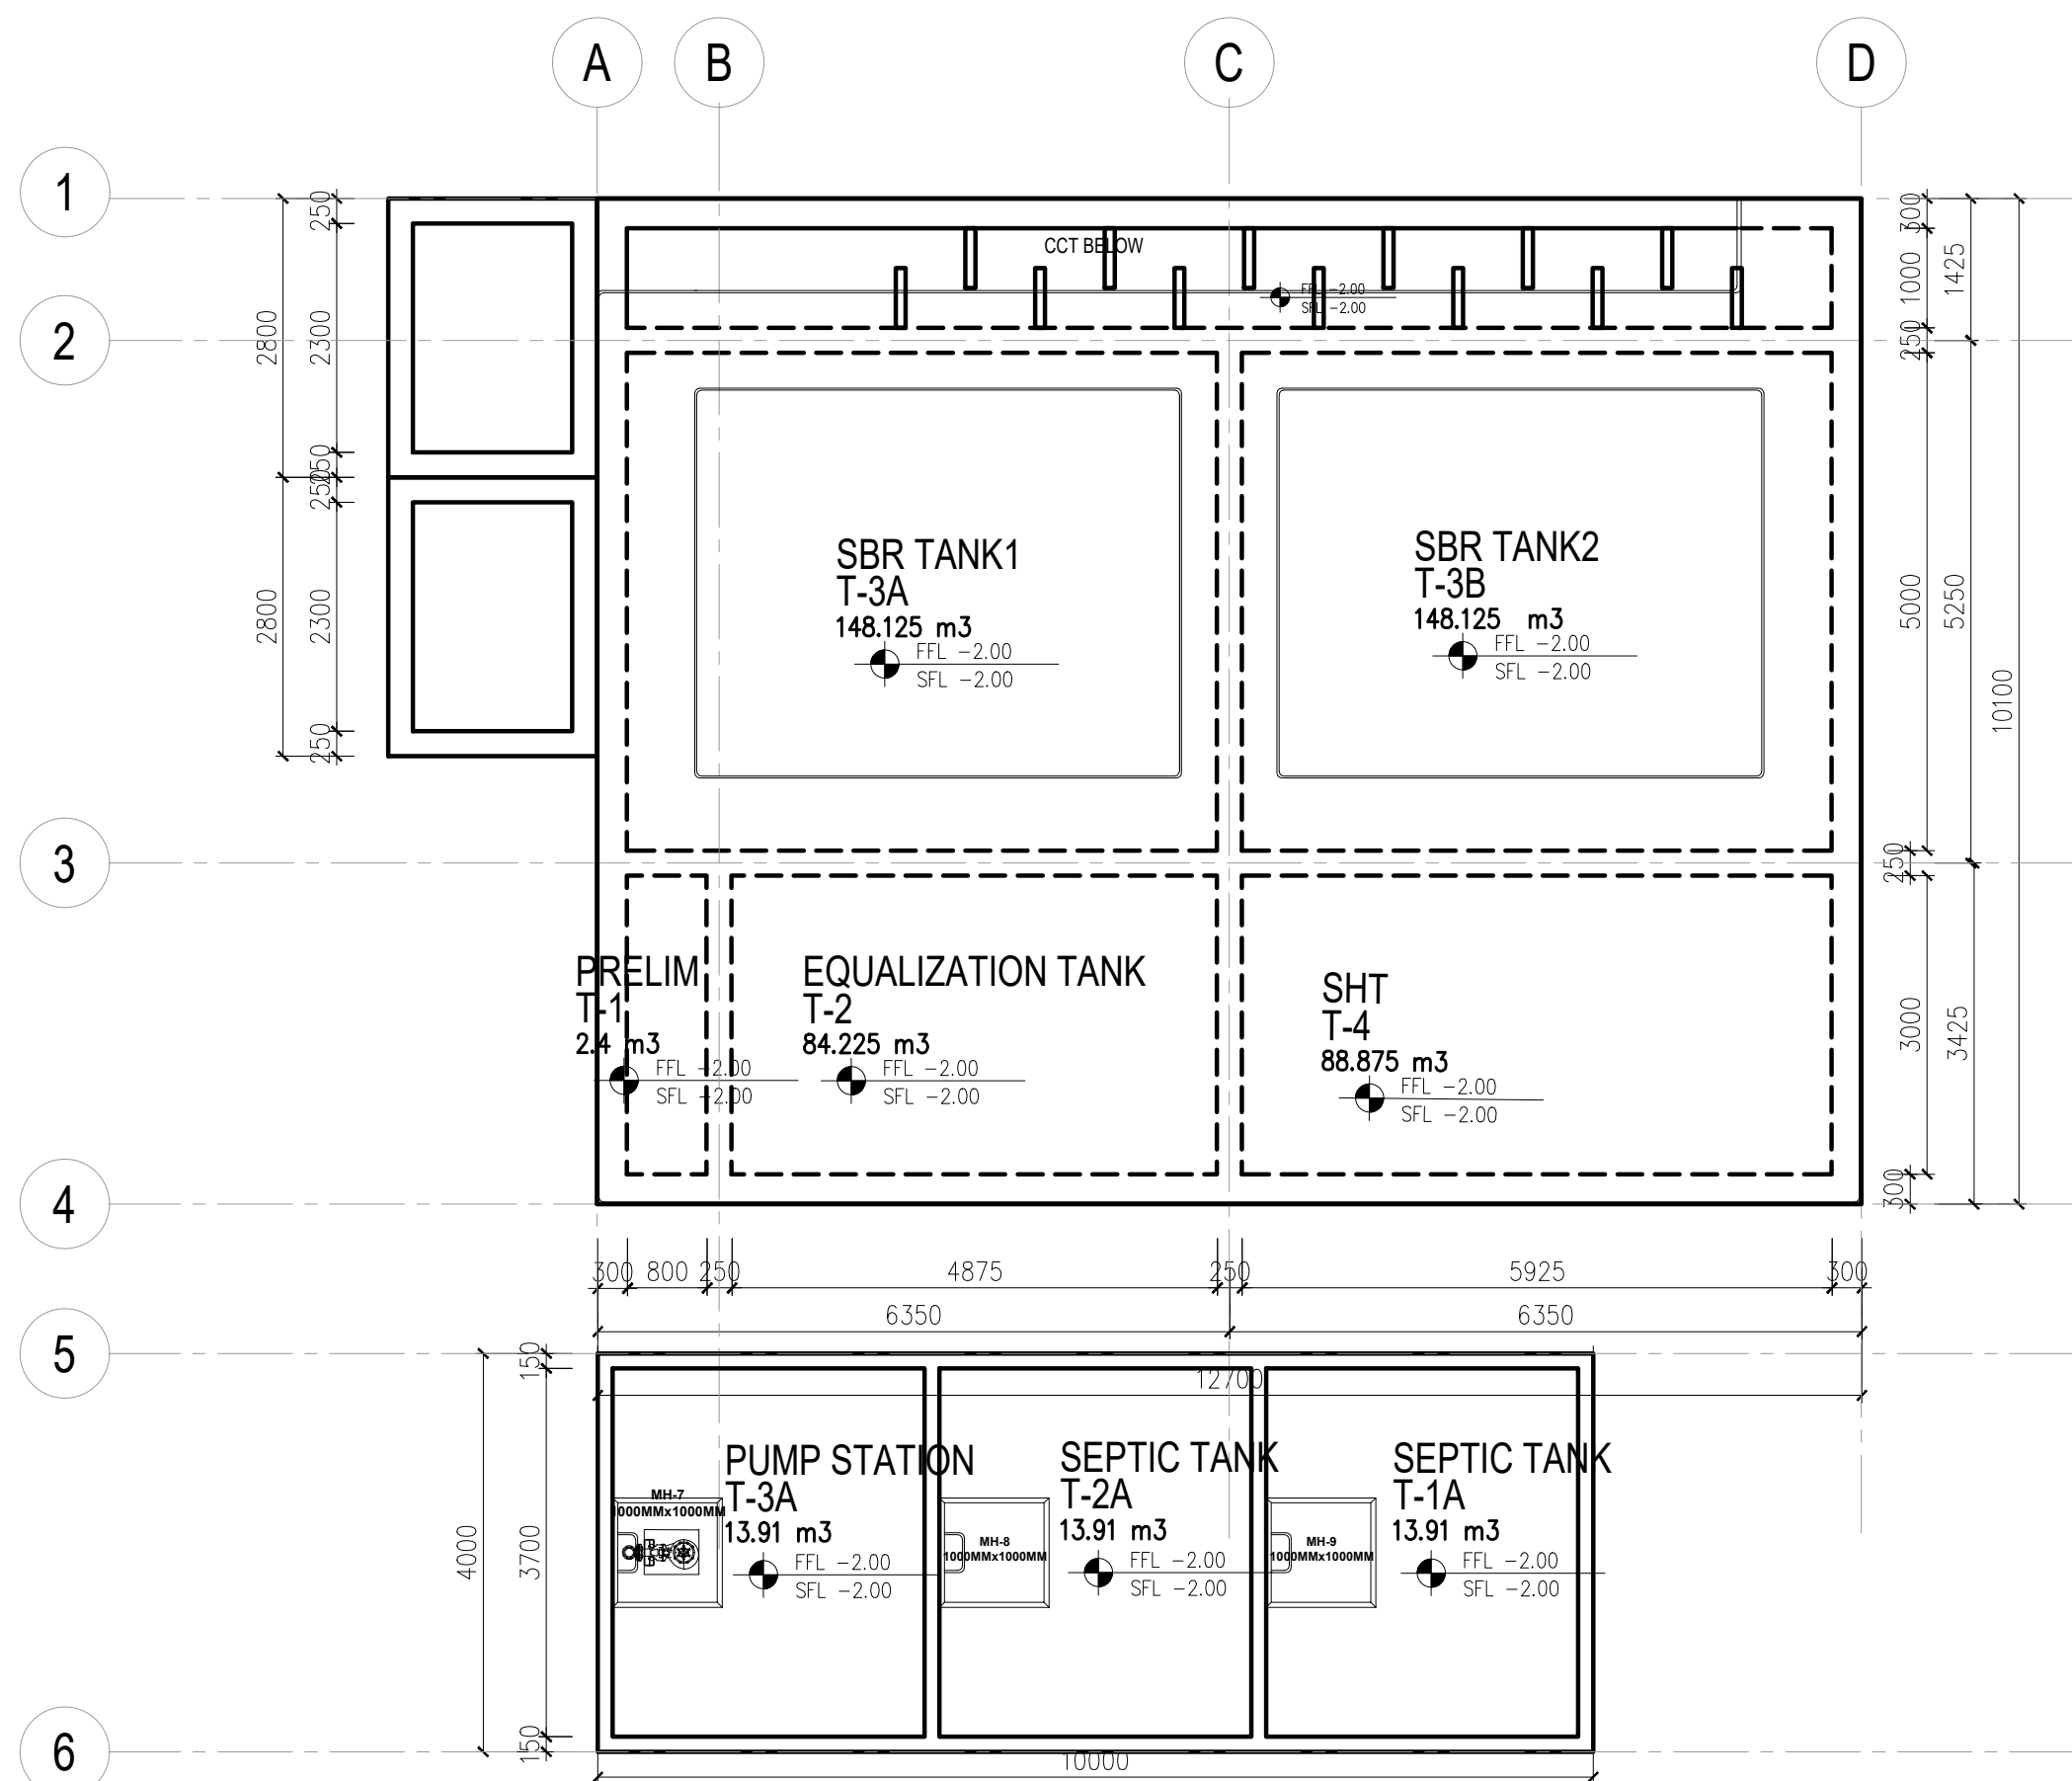 A
B
C
D
1
2
3
4
5
6
250
2300
250
250
2300
250
2800
2800
300
1000
250
5000
250
3000
300
1425
5250
3425
10100
CCT BELOW
FFL -2.00
SFL -2.00
SBR TANK1
T-3A
148.125 m3
FFL -2.00
SFL -2.00
SBR TANK2
T-3B
148.125 m3
FFL -2.00
SFL -2.00
PRELIM
T-1
2.4 m3
FFL -2.00
SFL -2.00
EQUALIZATION TANK
T-2
84.225 m3
FFL -2.00
SFL -2.00
SHT
T-4
88.875 m3
FFL -2.00
SFL -2.00
300 800 250 4875 250 5925 300
6350 6350
12700
150
3700
150
4000
PUMP STATION
T-3A
13.91 m3
FFL -2.00
SFL -2.00
MH-7
1000MMx1000MM
SEPTIC TANK
T-2A
13.91 m3
FFL -2.00
SFL -2.00
MH-8
1000MMx1000MM
SEPTIC TANK
T-1A
13.91 m3
FFL -2.00
SFL -2.00
MH-9
1000MMx1000MM
10000